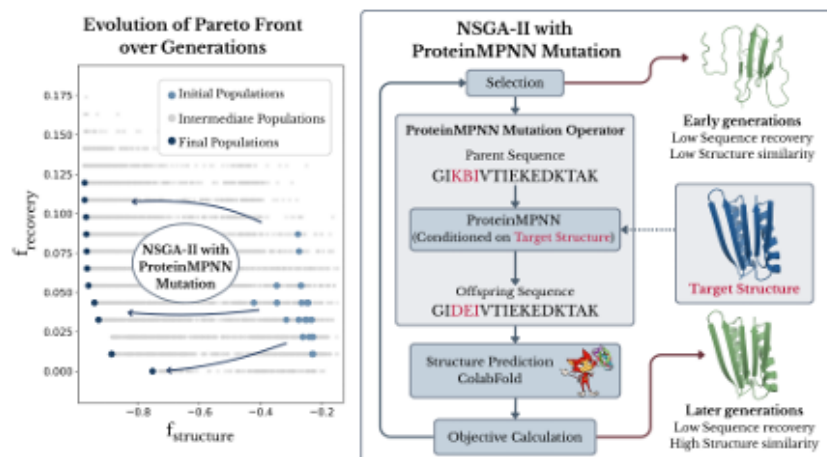 Evolution of Pareto Front
over Generations
Initial Populations
Intermediate Populations
Final Populations
0.175
0.150
0.125
0.100
0.075
0.050
0.025
0.000
f_recovery
NSGA-II with
ProteinMPNN
Mutation
−0.8
−0.6
−0.4
−0.2
f_structure
NSGA-II with
ProteinMPNN Mutation
Selection
ProteinMPNN Mutation Operator
Parent Sequence
GIKBIVTIEKEDKTAK
ProteinMPNN
(Conditioned on Target Structure)
Offspring Sequence
GIDEIVTIEKEDKTAK
Structure Prediction
ColabFold
Objective Calculation
Early generations
Low Sequence recovery
Low Structure similarity
Target Structure
Later generations
Low Sequence recovery
High Structure similarity